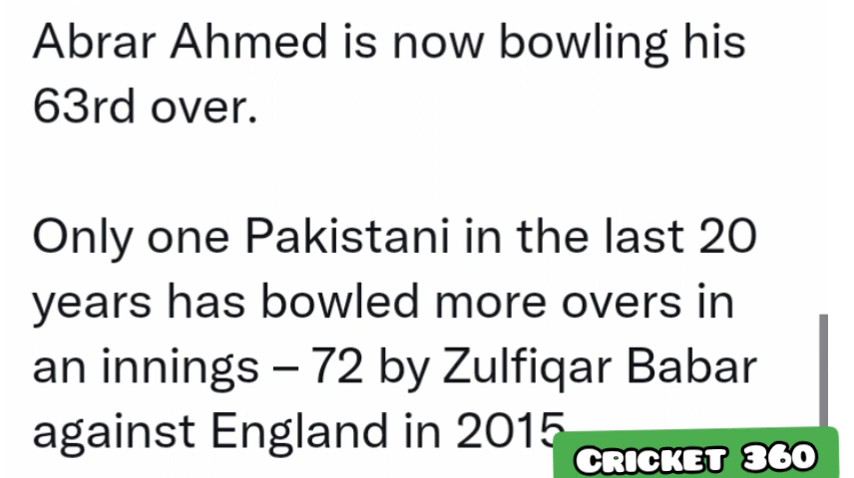 Abrar Ahmed is now bowling his
63rd over.
Only one Pakistani in the last 20
years has bowled more overs in
an innings – 72 by Zulfiqar Babar
against England in 2015
CRICKET 360